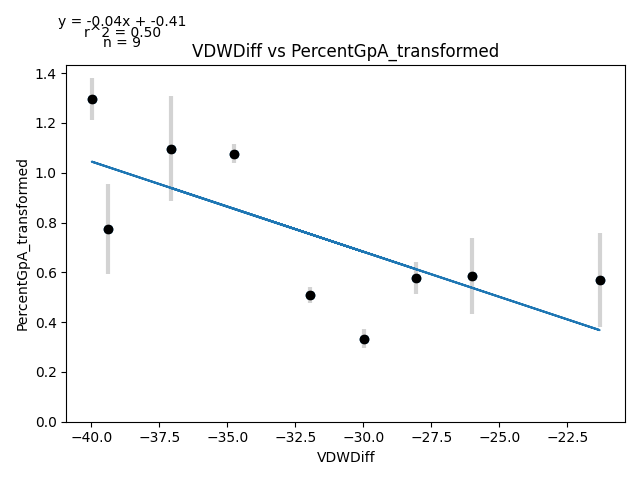 y = -0.04x + -0.41
r^2 = 0.50
n = 9
VDWDiff vs PercentGpA_transformed
PercentGpA_transformed
1.4
1.2
1.0
0.8
0.6
0.4
0.2
0.0
−40.0 −37.5 −35.0 −32.5 −30.0 −27.5 −25.0 −22.5
VDWDiff